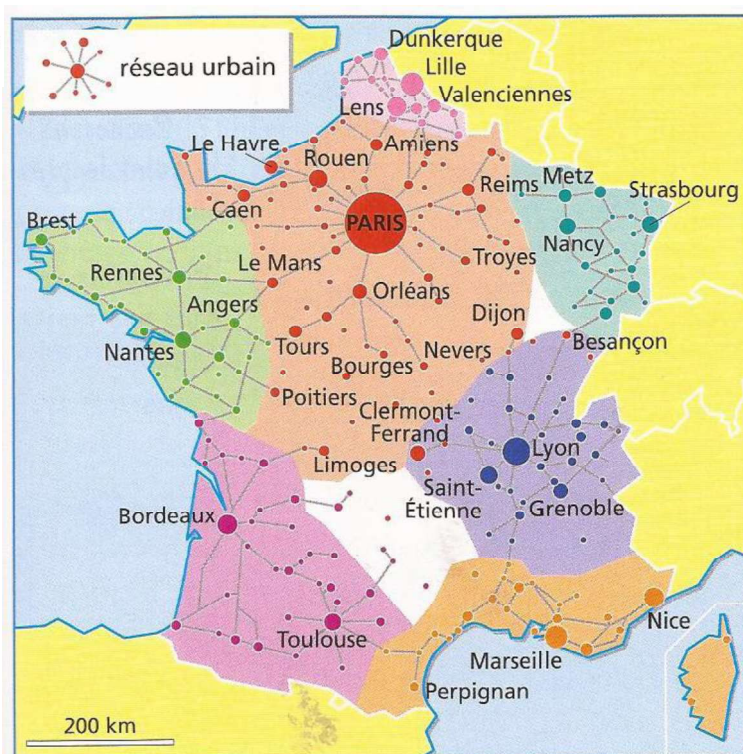 réseau urbain
Dunkerque
Lille
Valenciennes
Lens
Le Havre
Amiens
Rouen
Reims
Metz
Strasbourg
Caen
PARIS
Brest
Nancy
Rennes
Le Mans
Troyes
Angers
Orléans
Dijon
Nantes
Tours
Nevers
Besançon
Bourges
Poitiers
Clermont-
Ferrand
Lyon
Limoges
Saint-
Étienne
Grenoble
Bordeaux
Nice
Toulouse
Marseille
Perpignan
200 km